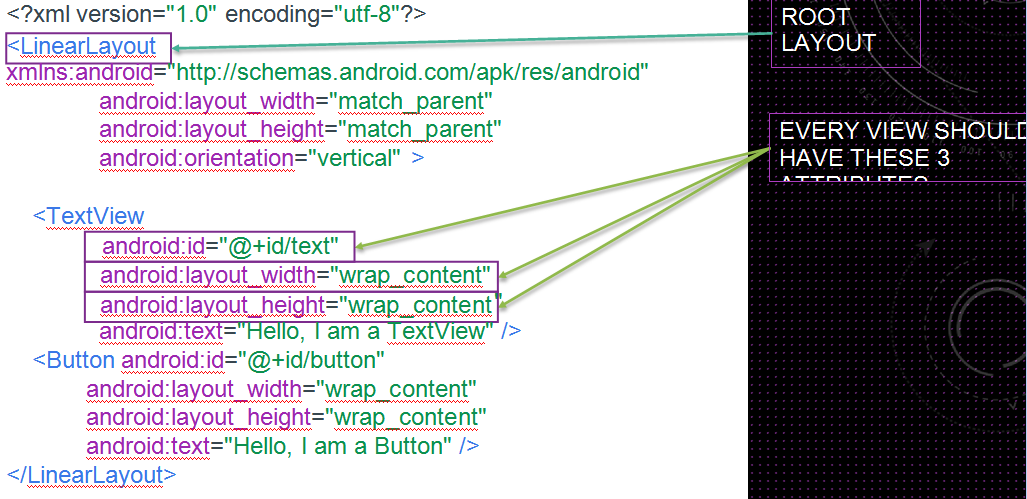 <?xml version="1.0" encoding="utf-8"?>
<LinearLayout
xmlns:android="http://schemas.android.com/apk/res/android"
android:layout_width="match_parent"
android:layout_height="match_parent"
android:orientation="vertical" >
<TextView
android:id="@+id/text"
android:layout_width="wrap_content"
android:layout_height="wrap_content"
android:text="Hello, I am a TextView" />
<Button android:id="@+id/button"
android:layout_width="wrap_content"
android:layout_height="wrap_content"
android:text="Hello, I am a Button" />
</LinearLayout>
ROOT
LAYOUT
EVERY VIEW SHOULD
HAVE THESE 3
ATTRIBUTES